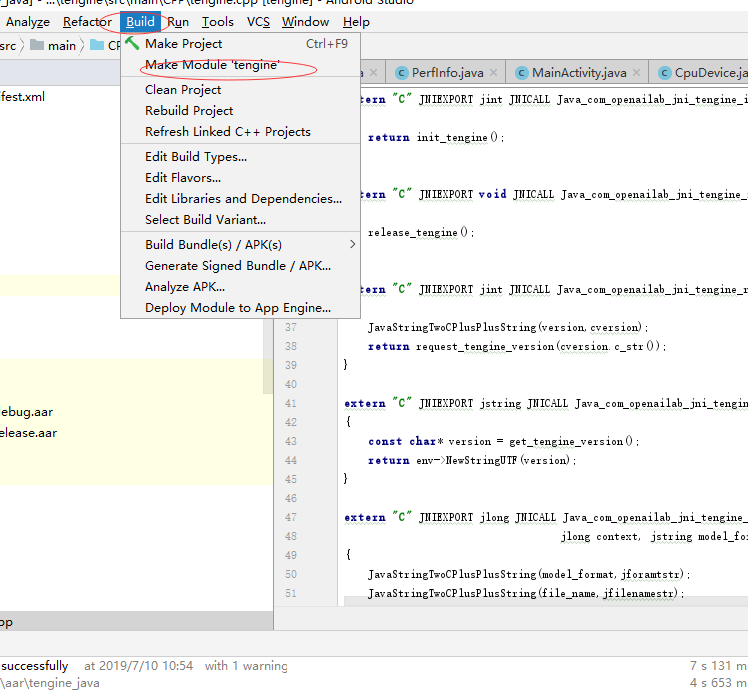 _java] - ...\tengine\src\main\CPP\tengine.cpp [tengine] - Android Studio
Analyze Refactor Build Run Tools VCS Window Help
src main CP
Make Project Ctrl+F9
Make Module 'tengine'
Clean Project
Rebuild Project
Refresh Linked C++ Projects
Edit Build Types...
Edit Flavors...
Edit Libraries and Dependencies...
Select Build Variant...
Build Bundle(s) / APK(s)
Generate Signed Bundle / APK...
Analyze APK...
Deploy Module to App Engine...
ifest.xml
ebug.aar
elease.aar
pp
a PerfInfo.java MainActivity.java CpuDevice.ja
tern "C" JNIEXPORT jint JNICALL Java_com_openailab_jni_tengine_i
return init_tengine();
tern "C" JNIEXPORT void JNICALL Java_com_openailab_jni_tengine_
release_tengine();
tern "C" JNIEXPORT jint JNICALL Java_com_openailab_jni_tengine_r
37 JavaStringTwoCPlusPlusString(version,cversion);
38 return request_tengine_version(cversion.c_str());
39 }
40
41 extern "C" JNIEXPORT jstring JNICALL Java_com_openailab_jni_tengin
42 {
43 const char* version = get_tengine_version();
44 return env->NewStringUTF(version);
45 }
46
47 extern "C" JNIEXPORT jlong JNICALL Java_com_openailab_jni_tengine_
48 jlong context, jstring model_fo
49 {
50 JavaStringTwoCPlusPlusString(model_format,jforamtstr);
51 JavaStringTwoCPlusPlusString(file_name,jfilenamestr);
successfully at 2019/7/10 10:54 with 1 warning 7 s 131 m
\aar\tengine_java 4 s 653 m